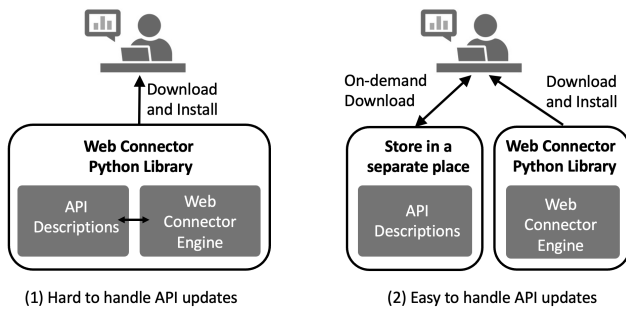 Download
and Install
Web Connector
Python Library
API
Descriptions
Web
Connector
Engine
(1) Hard to handle API updates
On-demand
Download
Download
and Install
Store in a
separate place
API
Descriptions
Web Connector
Python Library
Web
Connector
Engine
(2) Easy to handle API updates